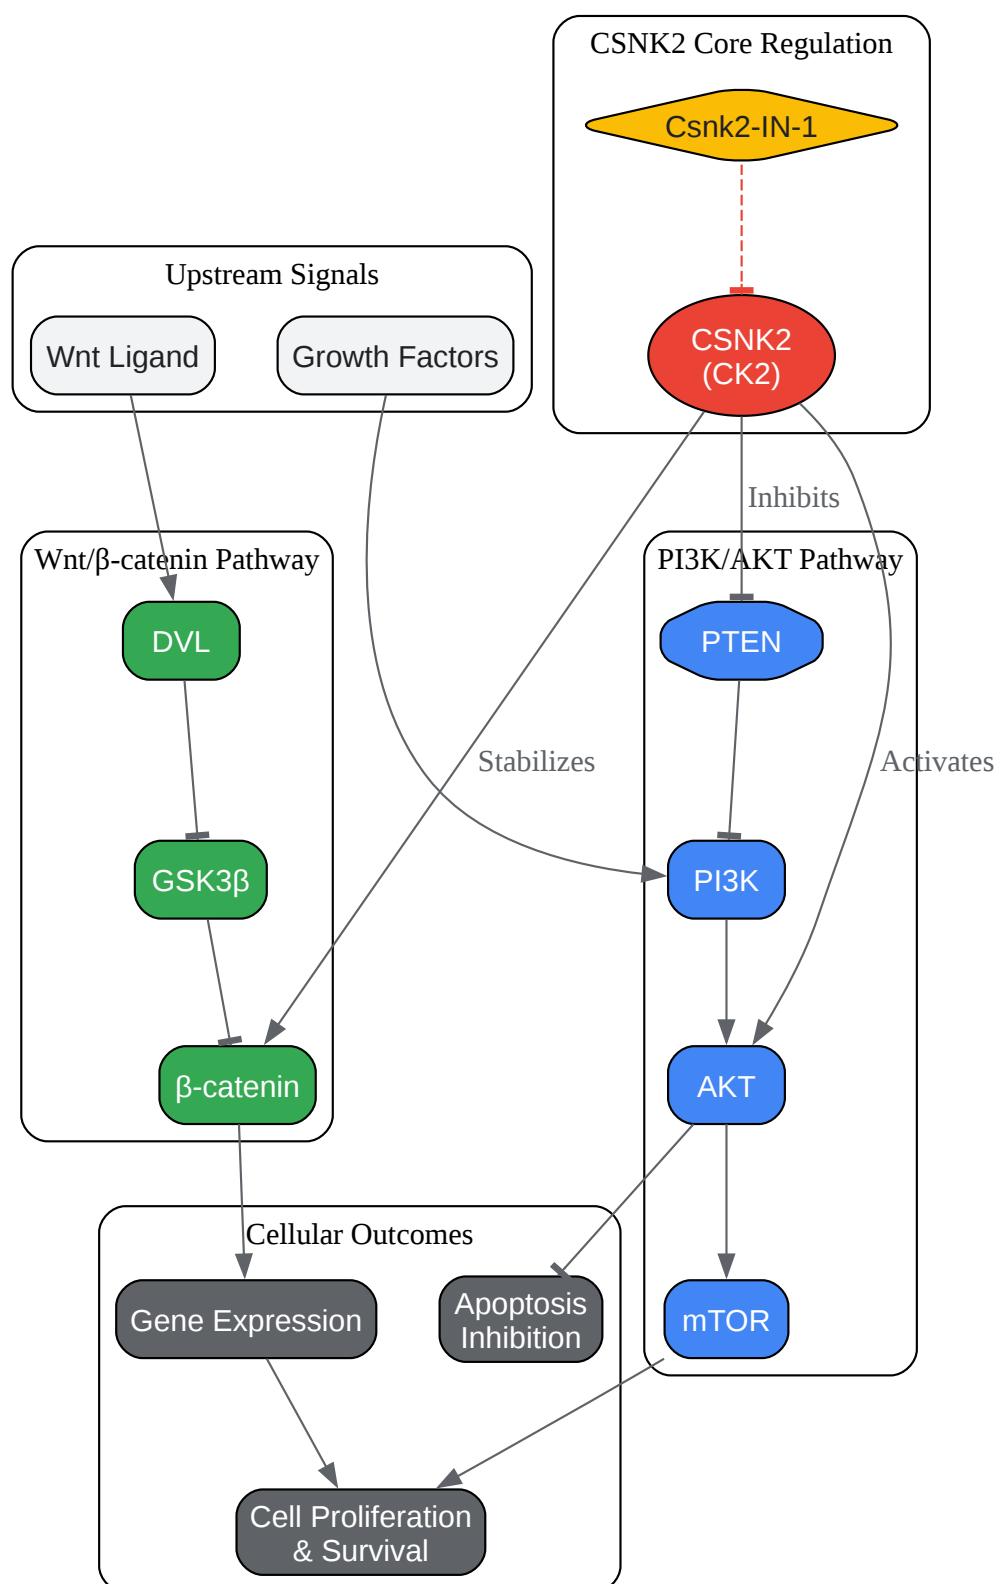 CSNK2 Core Regulation
Csnk2-IN-1
Upstream Signals
Wnt Ligand
Growth Factors
CSNK2
(CK2)
Inhibits
Wnt/β-catenin Pathway
PI3K/AKT Pathway
DVL
PTEN
Stabilizes
Activates
GSK3β
PI3K
β-catenin
AKT
Cellular Outcomes
Gene Expression
Apoptosis
Inhibition
mTOR
Cell Proliferation
& Survival